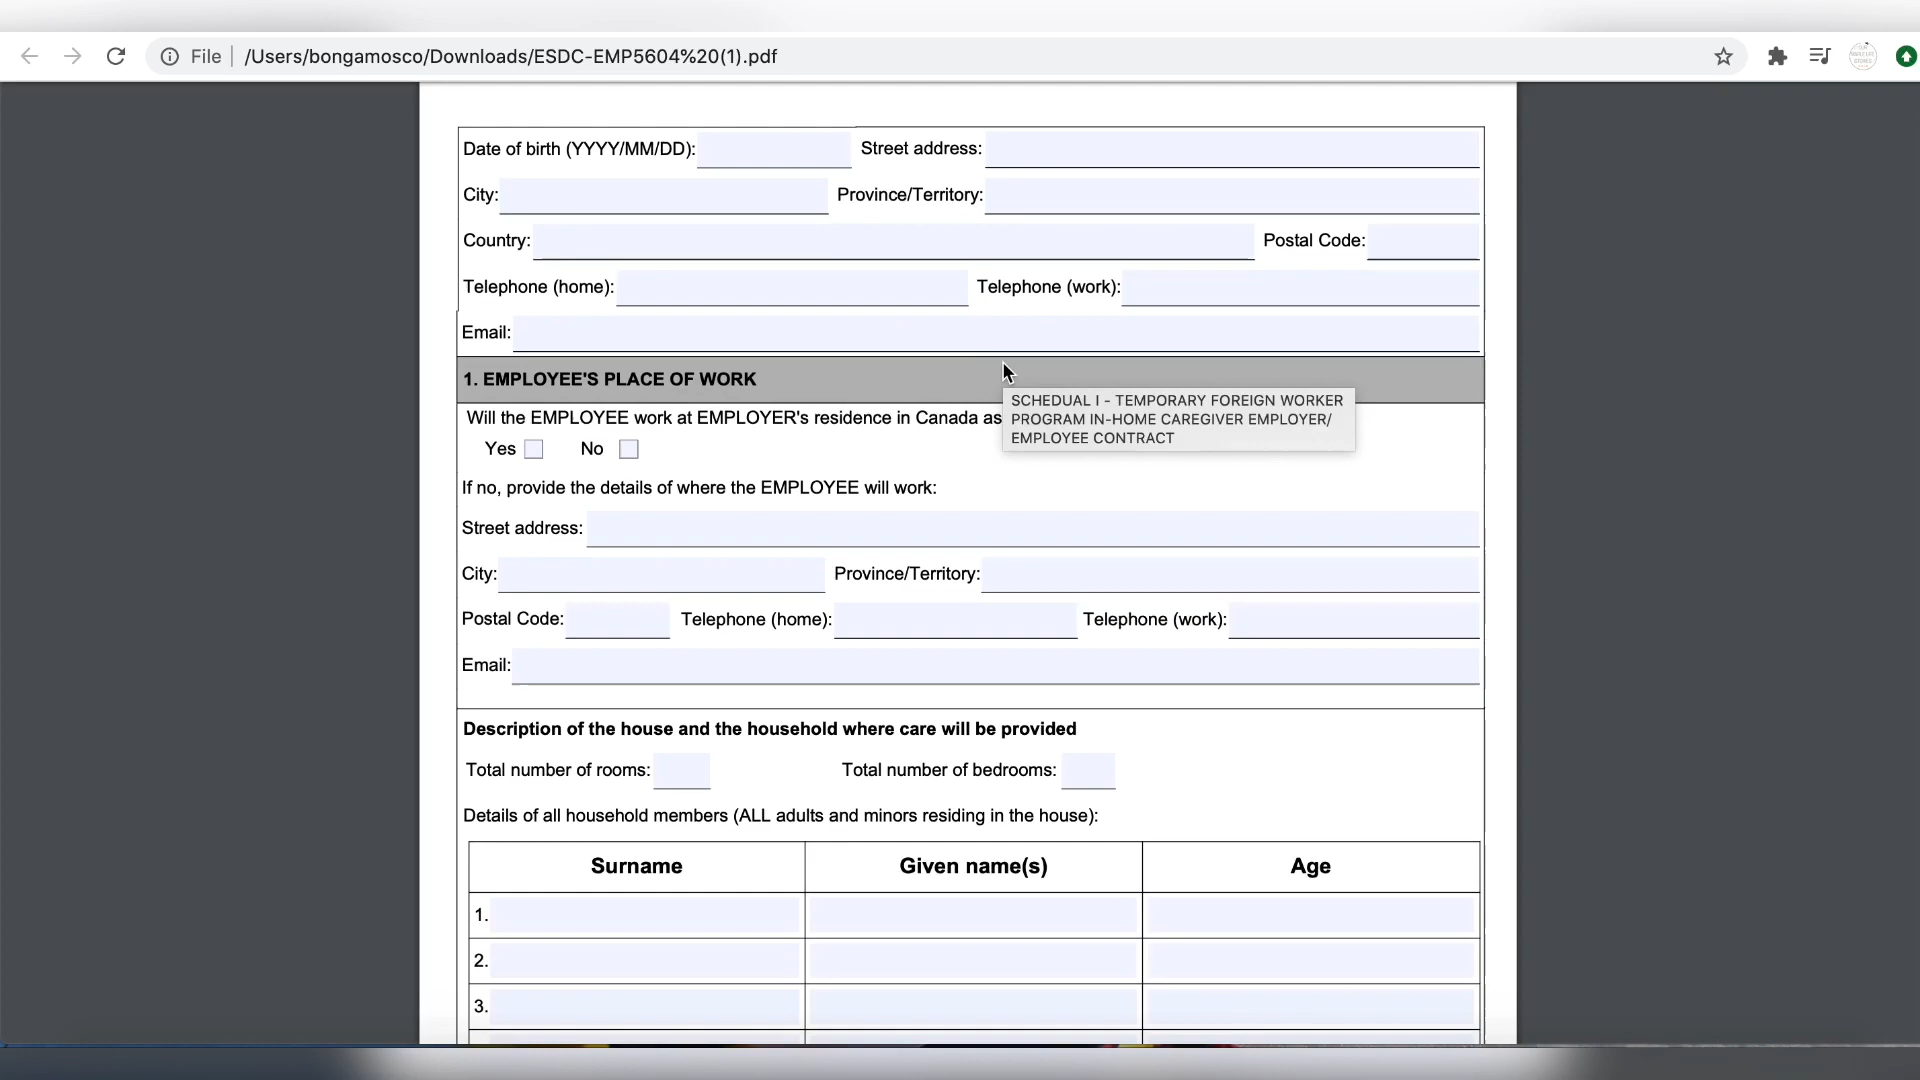 File | /Users/bongamosco/Downloads/ESDC-EMP5604%20(1).pdf
Date of birth (YYYY/MM/DD): Street address:
City: Province/Territory:
Country: Postal Code:
Telephone (home): Telephone (work):
Email:
1. EMPLOYEE'S PLACE OF WORK
Will the EMPLOYEE work at EMPLOYER's residence in Canada as
SCHEDUAL I - TEMPORARY FOREIGN WORKER
PROGRAM IN-HOME CAREGIVER EMPLOYER/
EMPLOYEE CONTRACT
Yes No
If no, provide the details of where the EMPLOYEE will work:
Street address:
City: Province/Territory:
Postal Code: Telephone (home): Telephone (work):
Email:
Description of the house and the household where care will be provided
Total number of rooms: Total number of bedrooms:
Details of all household members (ALL adults and minors residing in the house):
Surname Given name(s) Age
1.
2.
3.